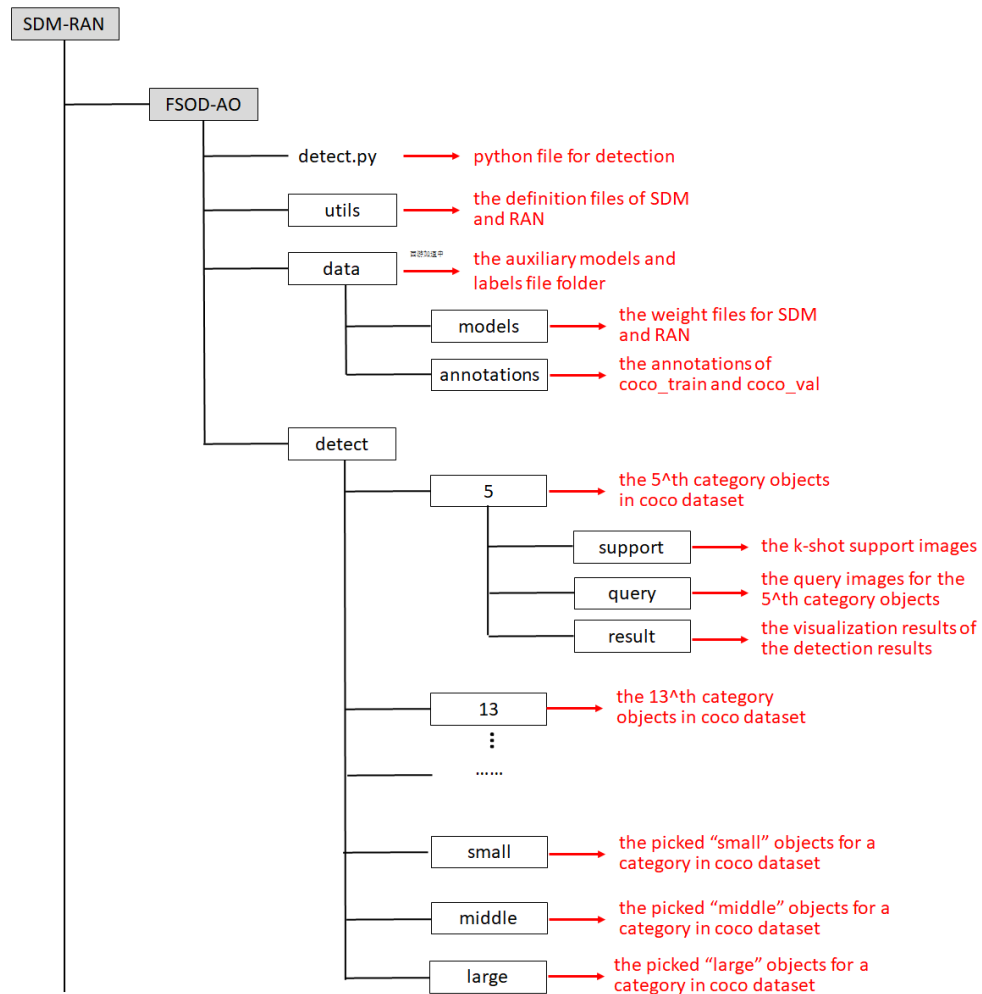 SDM-RAN
FSOD-AO
detect.py
python file for detection
utils
the definition files of SDM
and RAN
data
the auxiliary models and
labels file folder
models
the weight files for SDM
and RAN
annotations
the annotations of
coco_train and coco_val
detect
5
the 5^th category objects
in coco dataset
support
the k-shot support images
query
the query images for the
5^th category objects
result
the visualization results of
the detection results
13
the 13^th category
objects in coco dataset
⋮
......
small
the picked “small” objects for a
category in coco dataset
middle
the picked “middle” objects for a
category in coco dataset
large
the picked “large” objects for a
category in coco dataset